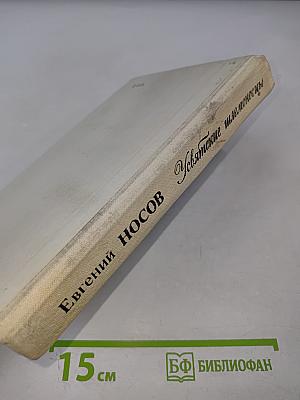 Евгений НОСОВ Усвятские шлемоносцы
15 см
БФ БИБЛИОФАН